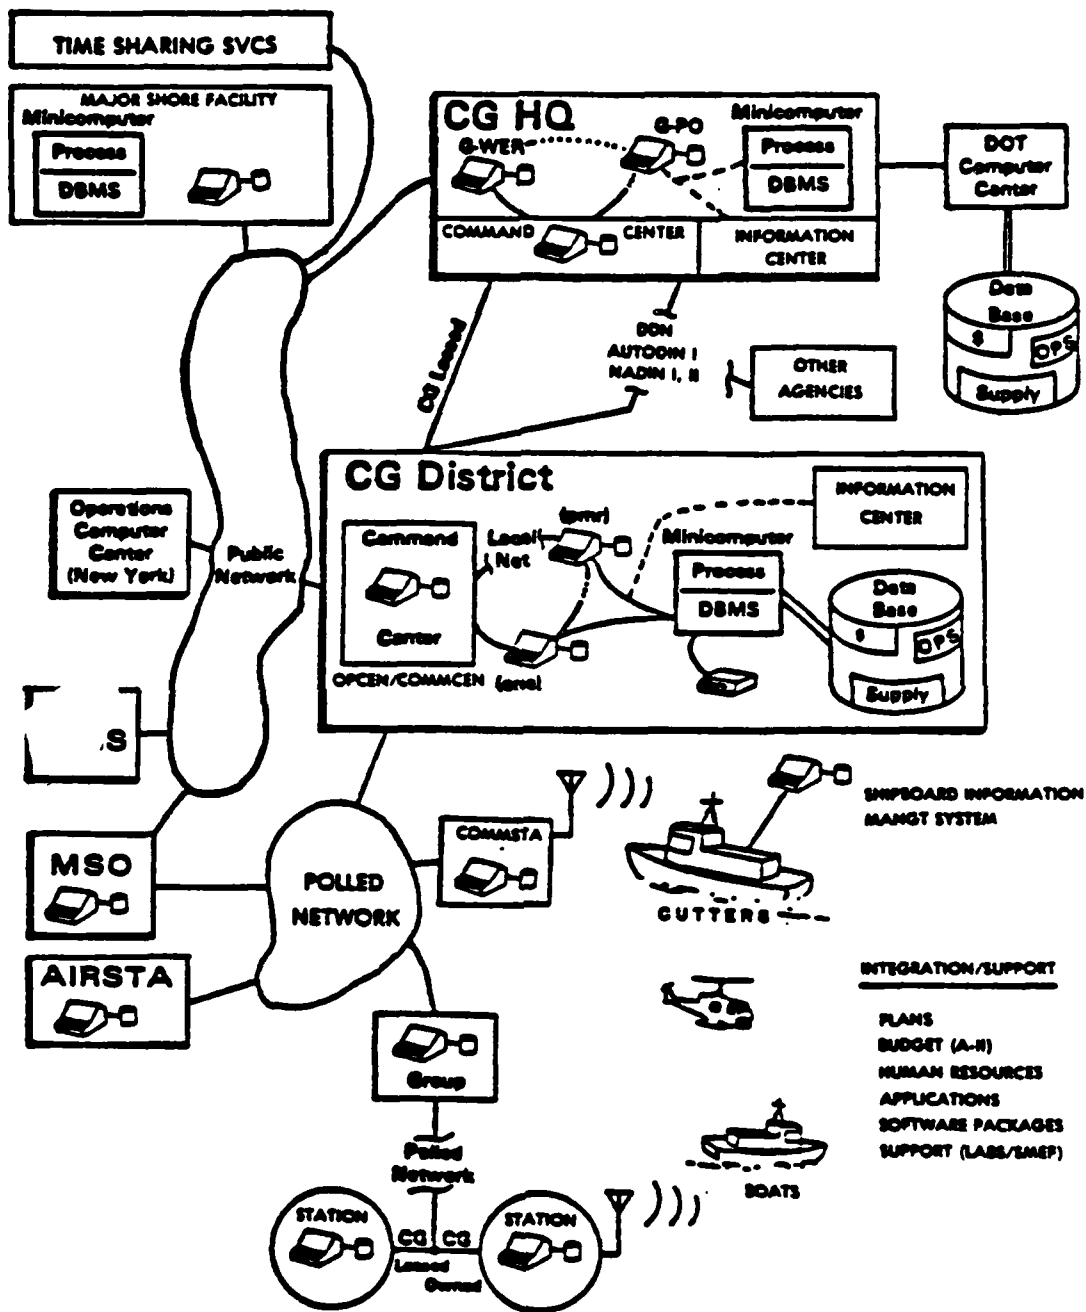 TIME SHARING SVCS
MAJOR SHORE FACILITY
Minicomputer
Process
DBMS
CG HQ
G-WER
G-PO
Minicomputer
Process
DBMS
COMMAND CENTER
INFORMATION
CENTER
DOT
Computer
Center
Data
Base
$
OPS
Supply
CG Leased
DDN
AUTODIN I
NADIN I, II
OTHER
AGENCIES
CG District
INFORMATION
CENTER
Command
Center
OPCEN/COMMCEN
Local
Net
(pmr)
Minicomputer
Process
DBMS
Data
Base
$
OPS
Supply
Operations
Computer
Center
(New York)
Public
Network
S
MSO
AIRSTA
POLLED
NETWORK
COMMSTA
SHIPBOARD INFORMATION
MANGT SYSTEM
CUTTERS
Group
Polled
Network
STATION
STATION
CG CG
Leased
Owned
BOATS
INTEGRATION/SUPPORT
PLANS
BUDGET (A-11)
HUMAN RESOURCES
APPLICATIONS
SOFTWARE PACKAGES
SUPPORT (LABS/SMEF)